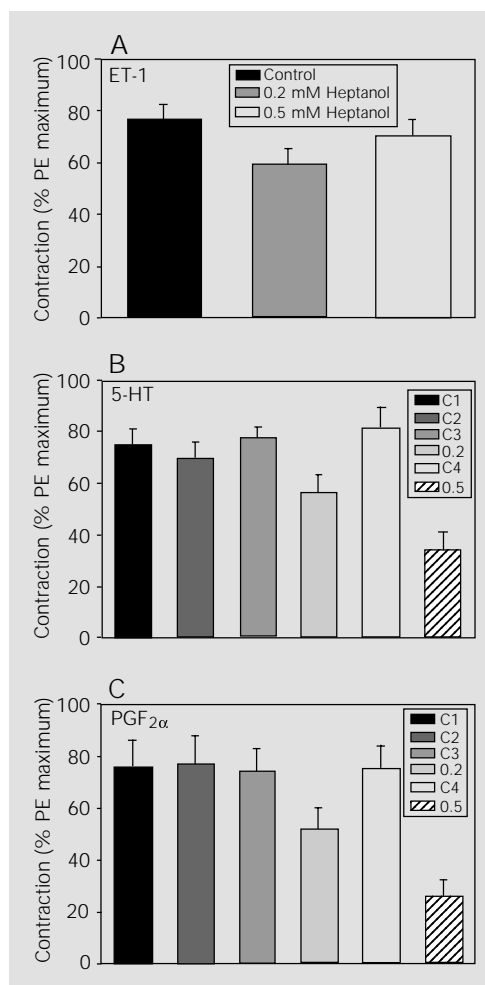 A
ET-1
Control
0.2 mM Heptanol
0.5 mM Heptanol
Contraction (% PE maximum)
100
80
60
40
20
0
B
5-HT
C1
C2
C3
0.2
C4
0.5
Contraction (% PE maximum)
100
80
60
40
20
0
C
PGF2α
C1
C2
C3
0.2
C4
0.5
Contraction (% PE maximum)
100
80
60
40
20
0